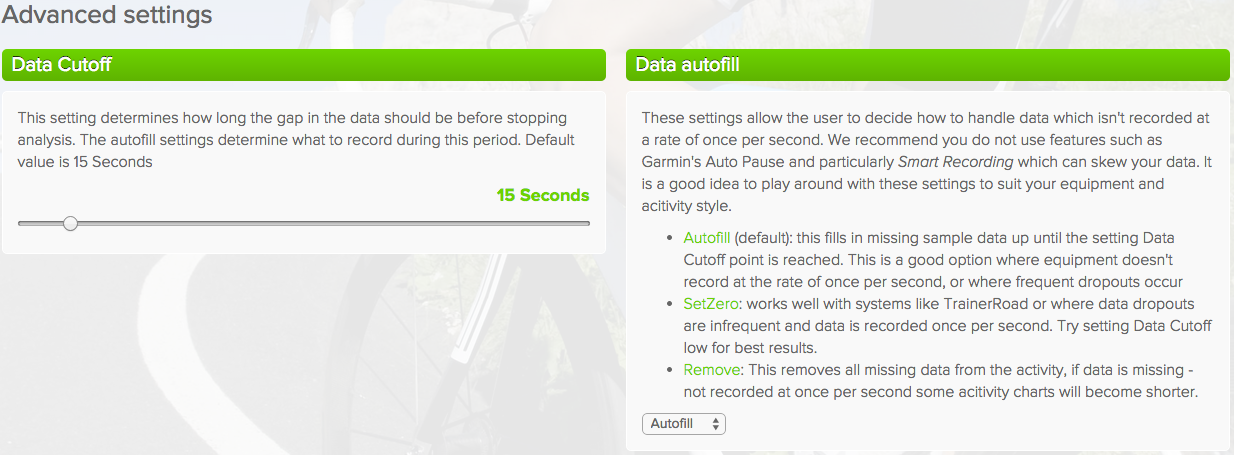 Advanced settings
Data Cutoff
This setting determines how long the gap in the data should be before stopping
analysis. The autofill settings determine what to record during this period. Default
value is 15 Seconds
15 Seconds
Data autofill
These settings allow the user to decide how to handle data which isn't recorded at
a rate of once per second. We recommend you do not use features such as
Garmin's Auto Pause and particularly Smart Recording which can skew your data. It
is a good idea to play around with these settings to suit your equipment and
acitivity style.
• Autofill (default): this fills in missing sample data up until the setting Data
Cutoff point is reached. This is a good option where equipment doesn't
record at the rate of once per second, or where frequent dropouts occur
• SetZero: works well with systems like TrainerRoad or where data dropouts
are infrequent and data is recorded once per second. Try setting Data Cutoff
low for best results.
• Remove: This removes all missing data from the activity, if data is missing -
not recorded at once per second some acitivity charts will become shorter.
Autofill